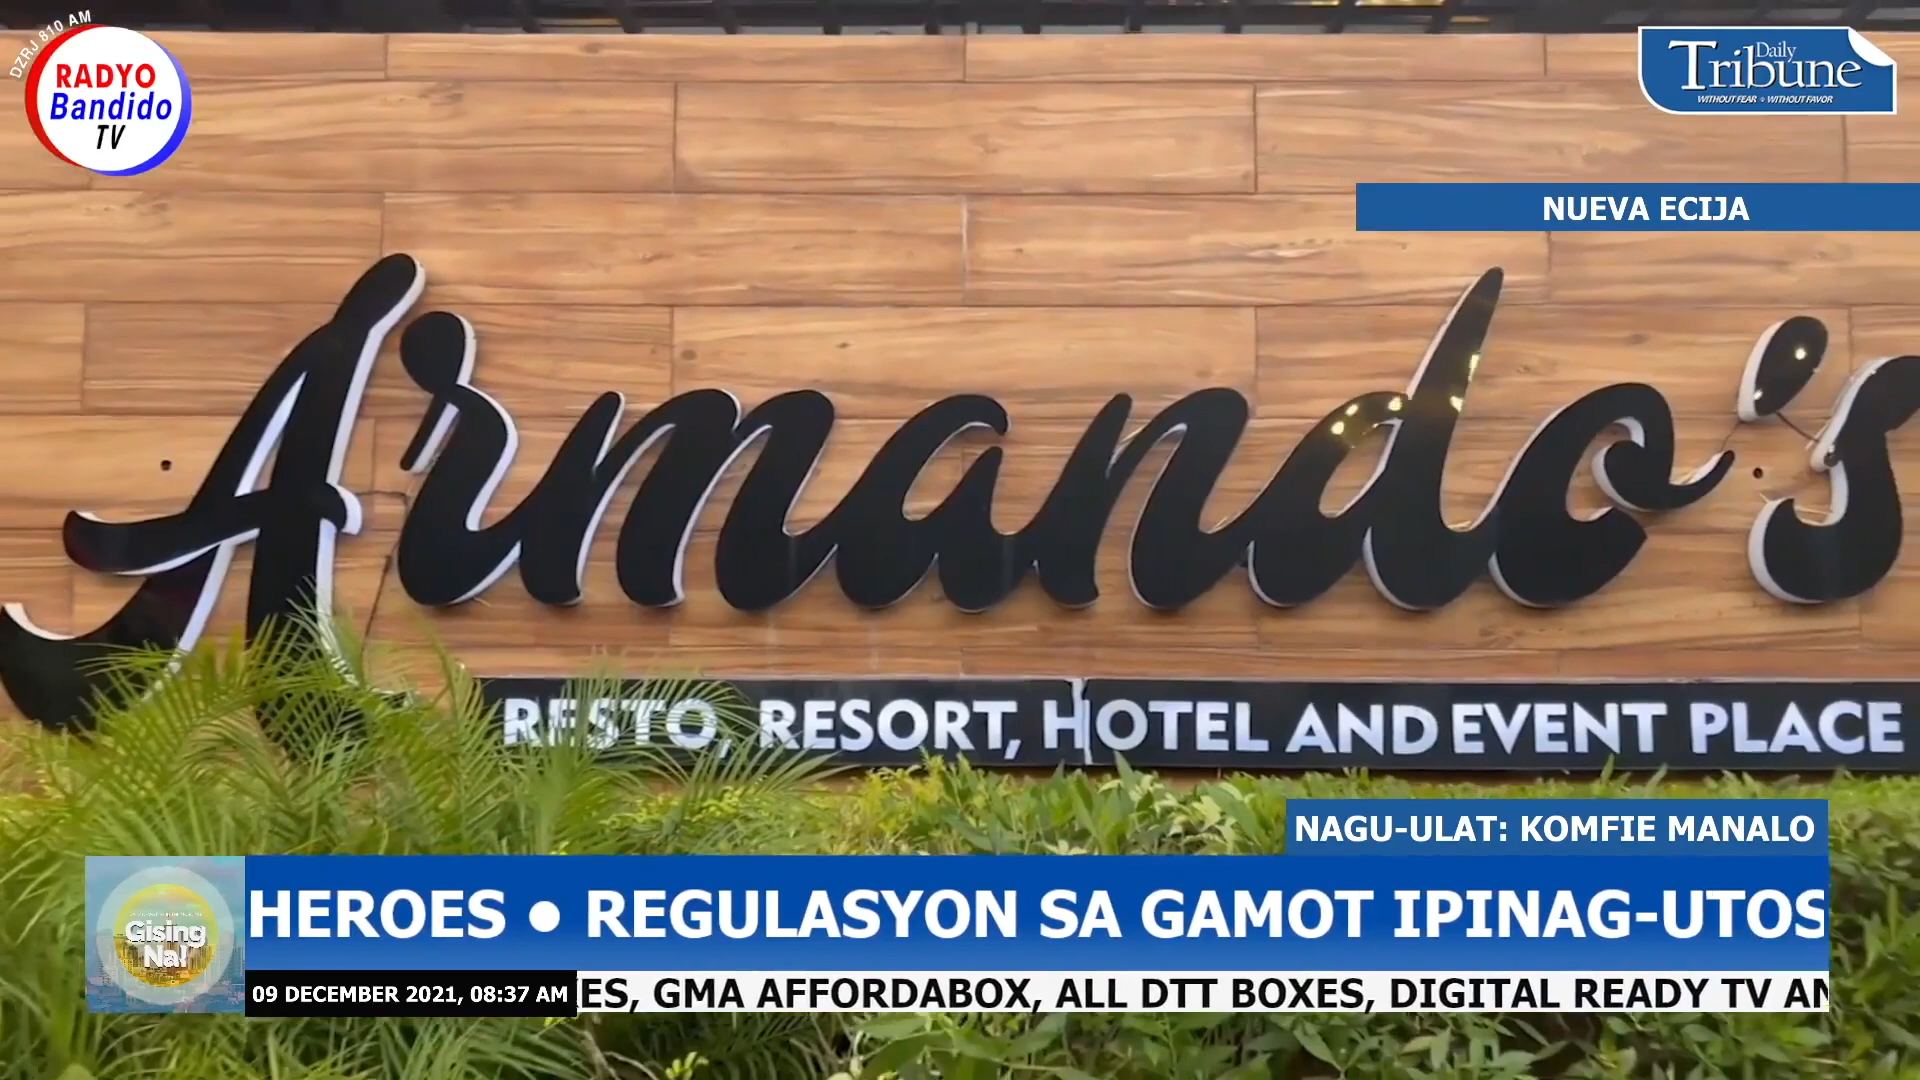 DZRJ 810 AM
RADYO
Bandido
TV
Daily
Tribune
WITHOUT FEAR + WITHOUT FAVOR
NUEVA ECIJA
Armando's
RESTO, RESORT, HOTEL AND EVENT PLACE
NAGU-ULAT: KOMFIE MANALO
HEROES • REGULASYON SA GAMOT IPINAG-UTOS
Gising
Na!
09 DECEMBER 2021, 08:37 AM
ES, GMA AFFORDABOX, ALL DTT BOXES, DIGITAL READY TV AN